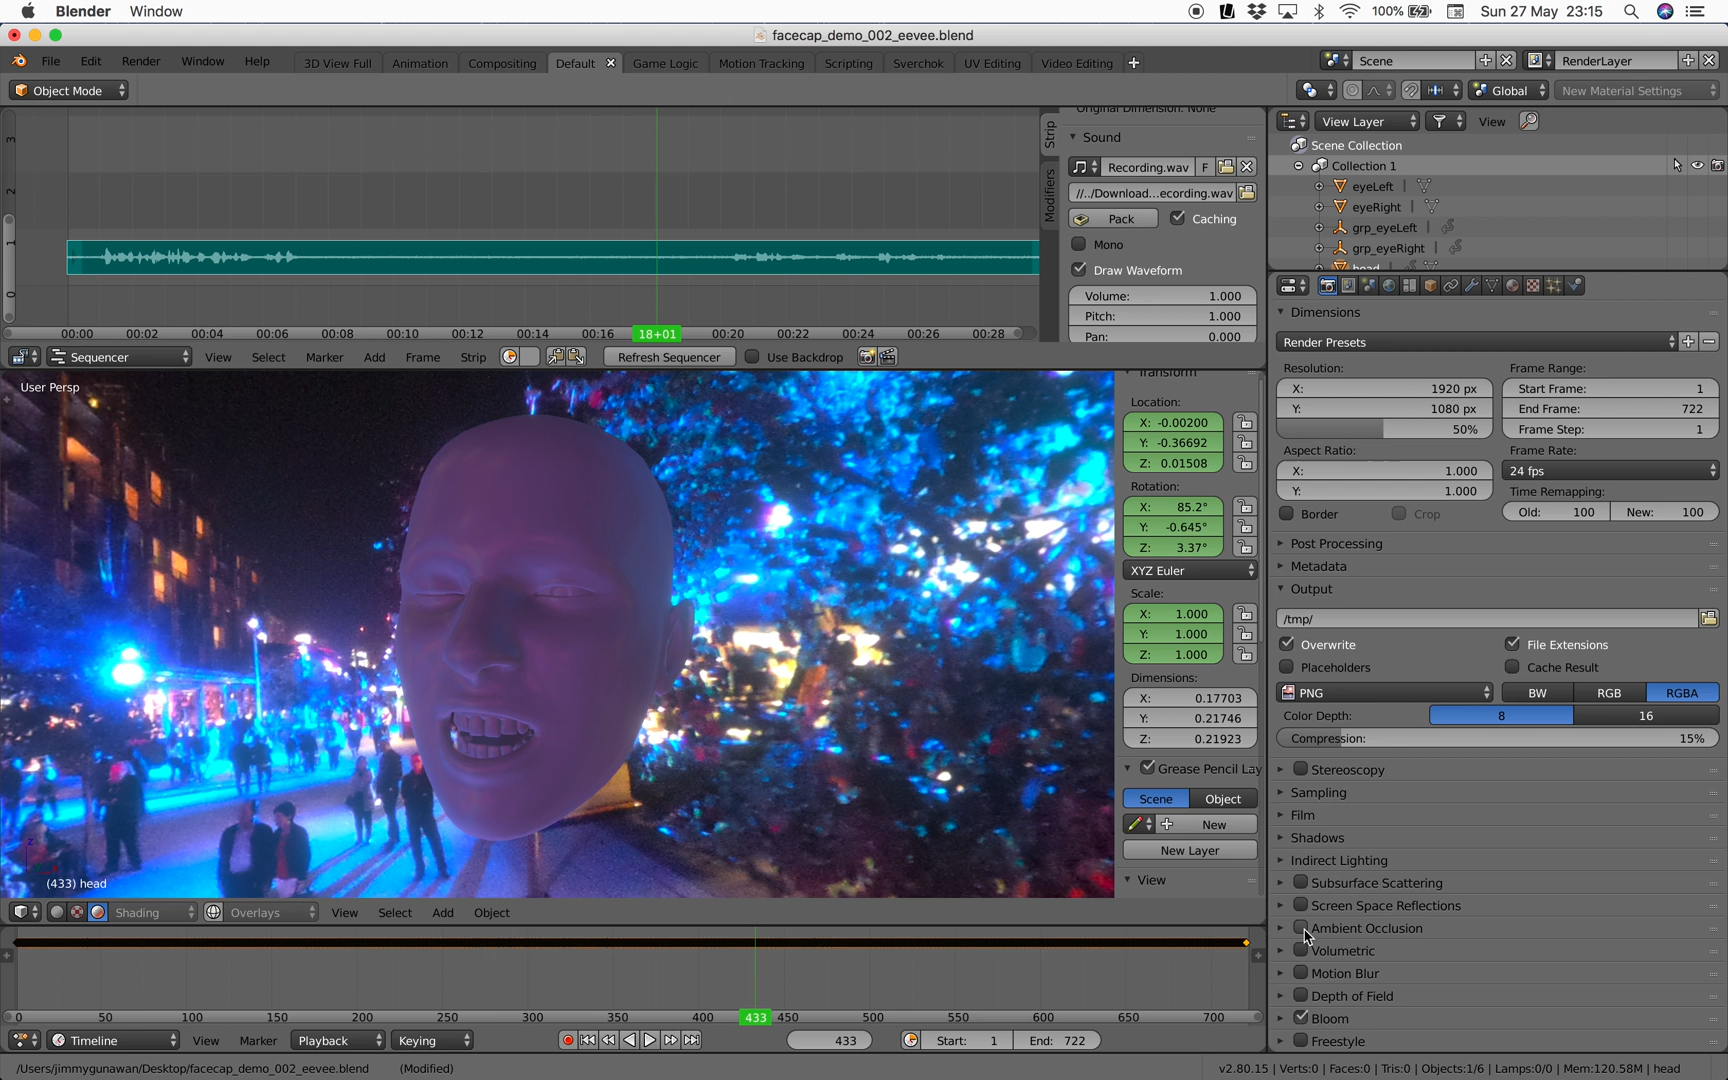 Blender Window 100% Sun 27 May 23:15
facecap_demo_002_eevee.blend
File Edit Render Window Help 3D View Full Animation Compositing Default Game Logic Motion Tracking Scripting Sverchok UV Editing Video Editing Scene RenderLayer
Object Mode Global New Material Settings
Original Dimension: None
Strip
Modifiers
Sound
Recording.wav F
//../Download...ecording.wav
Pack Caching
Mono
Draw Waveform
Volume: 1.000
Pitch: 1.000
Pan: 0.000
3
2
1
0
00:00 00:02 00:04 00:06 00:08 00:10 00:12 00:14 00:16 18+01 00:20 00:22 00:24 00:26 00:28
Sequencer View Select Marker Add Frame Strip Refresh Sequencer Use Backdrop
View Layer View
Scene Collection
Collection 1
eyeLeft
eyeRight
grp_eyeLeft
grp_eyeRight
head
User Persp
(433) head
Transform
Location:
X: -0.00200
Y: -0.36692
Z: 0.01508
Rotation:
X: 85.2°
Y: -0.645°
Z: 3.37°
XYZ Euler
Scale:
X: 1.000
Y: 1.000
Z: 1.000
Dimensions:
X: 0.17703
Y: 0.21746
Z: 0.21923
Grease Pencil Lay
Scene Object
New
New Layer
View
Shading Overlays View Select Add Object
Dimensions
Render Presets
Resolution: Frame Range:
X: 1920 px Start Frame: 1
Y: 1080 px End Frame: 722
50% Frame Step: 1
Aspect Ratio: Frame Rate:
X: 1.000 24 fps
Y: 1.000 Time Remapping:
Border Crop Old: 100 New: 100
Post Processing
Metadata
Output
/tmp/
Overwrite File Extensions
Placeholders Cache Result
PNG BW RGB RGBA
Color Depth: 8 16
Compression: 15%
Stereoscopy
Sampling
Film
Shadows
Indirect Lighting
Subsurface Scattering
Screen Space Reflections
Ambient Occlusion
Volumetric
Motion Blur
Depth of Field
Bloom
Freestyle
0 50 100 150 200 250 300 350 400 433 450 500 550 600 650 700
Timeline View Marker Playback Keying 433 Start: 1 End: 722
/Users/jimmygunawan/Desktop/facecap_demo_002_eevee.blend (Modified) v2.80.15 | Verts:0 | Faces:0 | Tris:0 | Objects:1/6 | Lamps:0/0 | Mem:120.58M | head